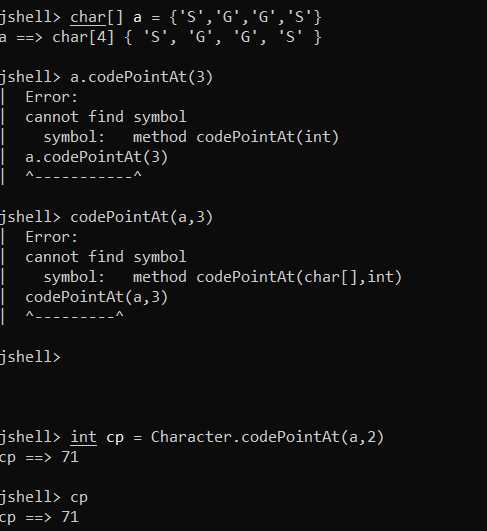 jshell> char[] a = {'S','G','G','S'}
a ==> char[4] { 'S', 'G', 'G', 'S' }
jshell> a.codePointAt(3)
|  Error:
|  cannot find symbol
|    symbol:   method codePointAt(int)
|  a.codePointAt(3)
|  ^-----------^
jshell> codePointAt(a,3)
|  Error:
|  cannot find symbol
|    symbol:   method codePointAt(char[],int)
|  codePointAt(a,3)
|  ^---------^
jshell>
jshell> int cp = Character.codePointAt(a,2)
cp ==> 71
jshell> cp
cp ==> 71